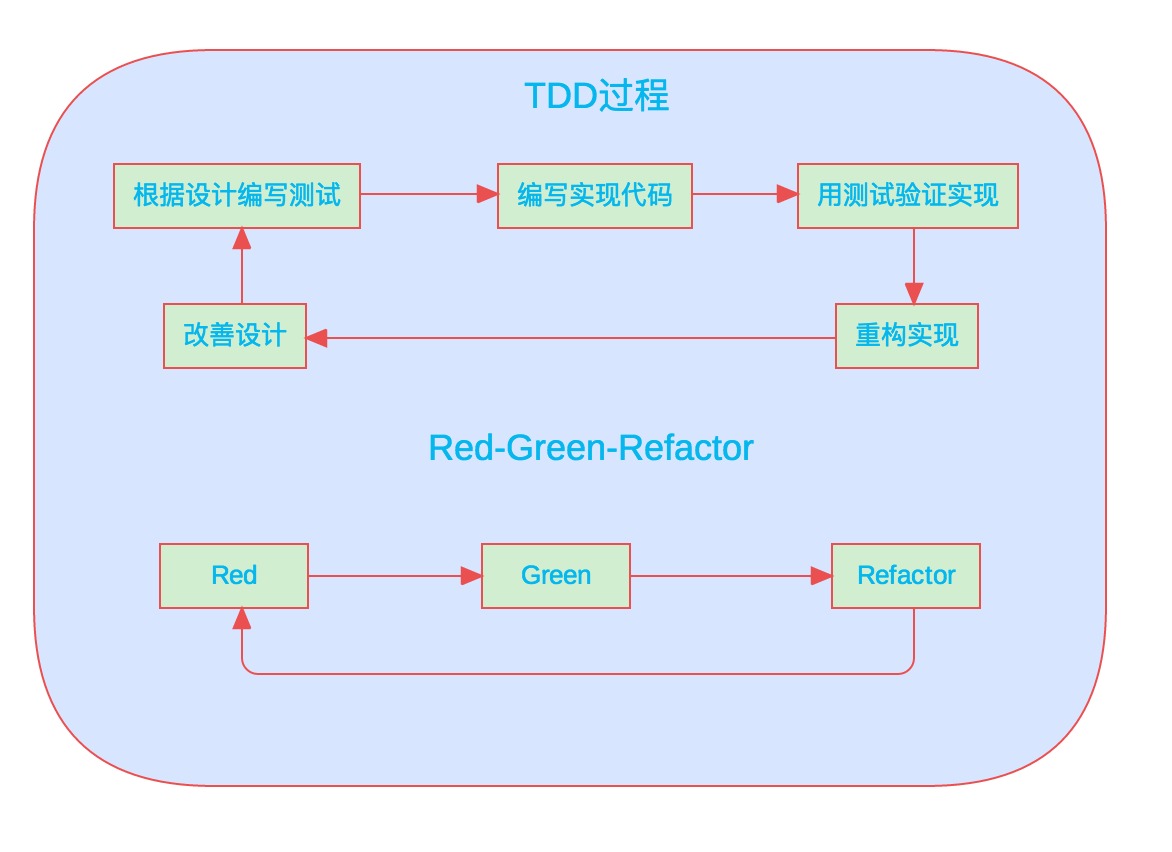 TDD过程
根据设计编写测试
编写实现代码
用测试验证实现
改善设计
重构实现
Red-Green-Refactor
Red
Green
Refactor